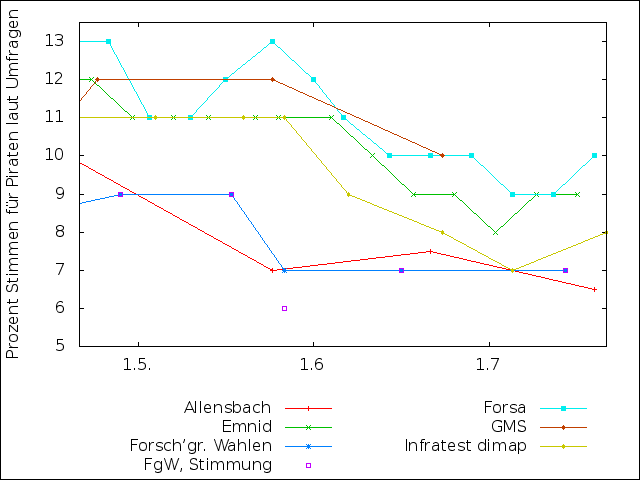 Prozent Stimmen für Piraten laut Umfragen
13
12
11
10
9
8
7
6
5
1.5. 1.6 1.7
Allensbach Forsa
Emnid GMS
Forsch'gr. Wahlen Infratest dimap
FgW, Stimmung